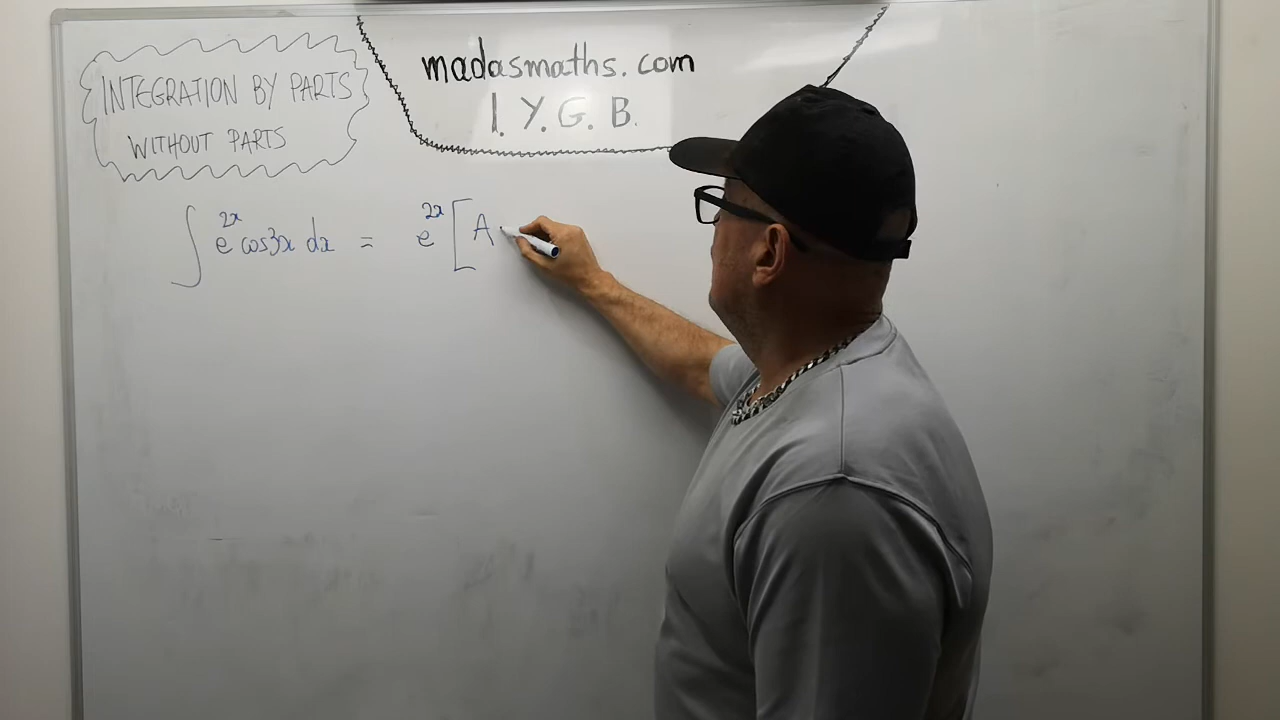 INTEGRATION BY PARTS
WITHOUT PARTS
madasmaths.com
I. Y. G. B.
∫ e^{2x} cos3x dx = e^{2x} [ A